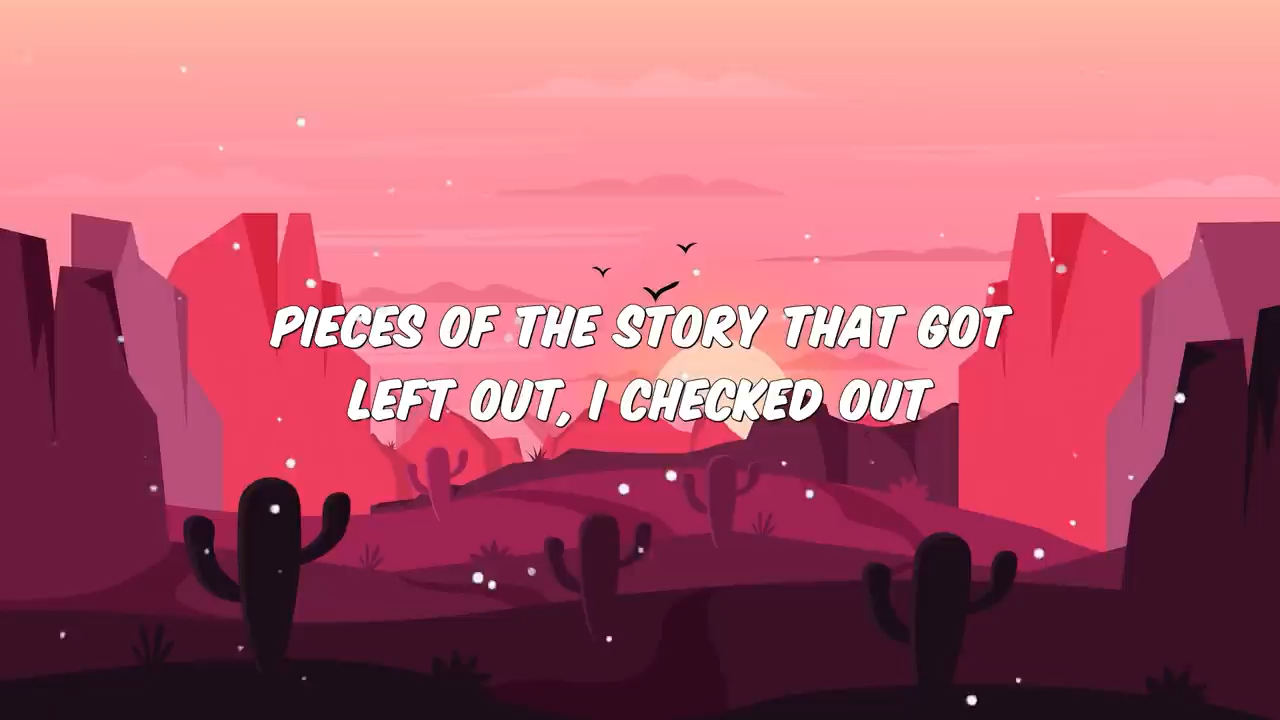 PIECES OF THE STORY THAT GOT
LEFT OUT, I CHECKED OUT